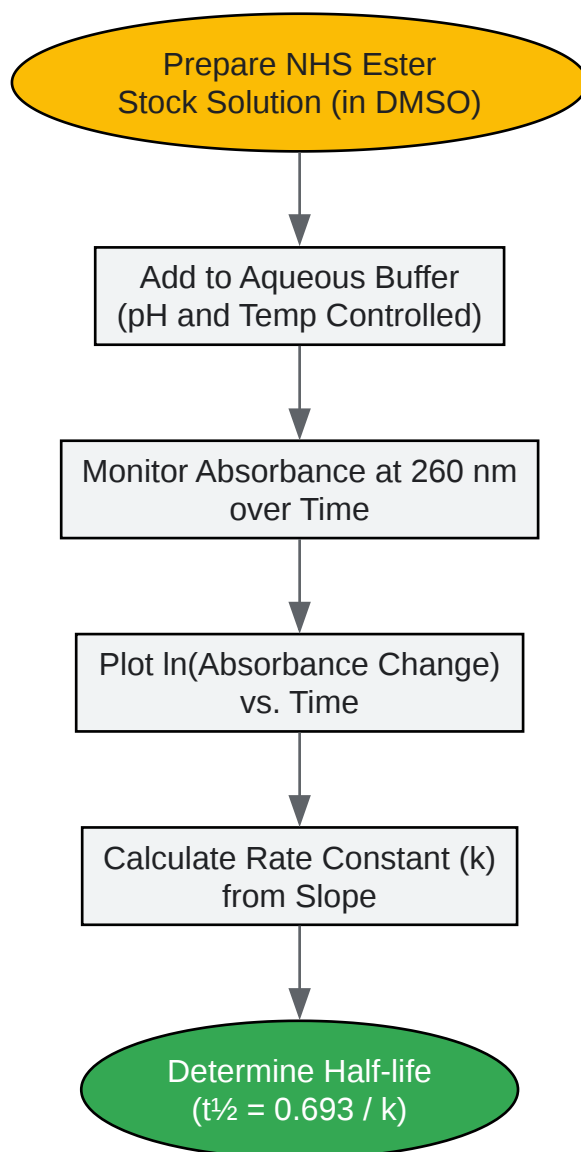 Prepare NHS Ester
Stock Solution (in DMSO)
Add to Aqueous Buffer
(pH and Temp Controlled)
Monitor Absorbance at 260 nm
over Time
Plot ln(Absorbance Change)
vs. Time
Calculate Rate Constant (k)
from Slope
Determine Half-life
(t½ = 0.693 / k)